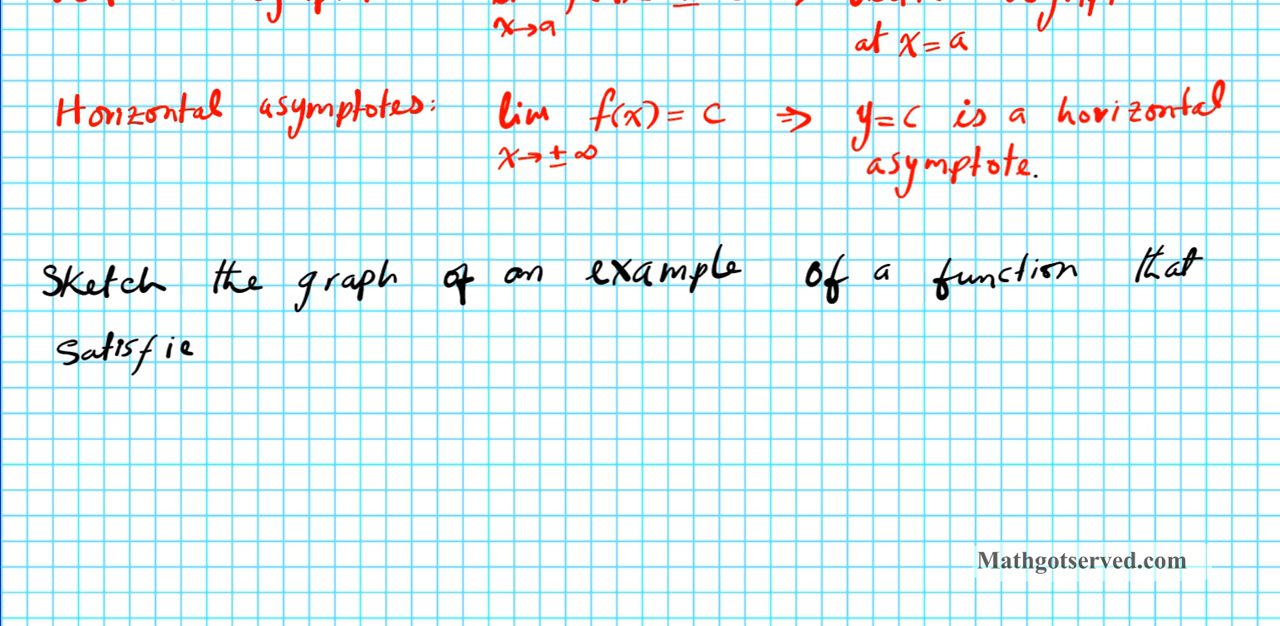 x→a
at x = a
Horizontal asymptotes: lim f(x) = c ⇒ y=c is a horizontal
x→±∞ asymptote.
Sketch the graph of an example of a function that
Satisfie
Mathgotserved.com